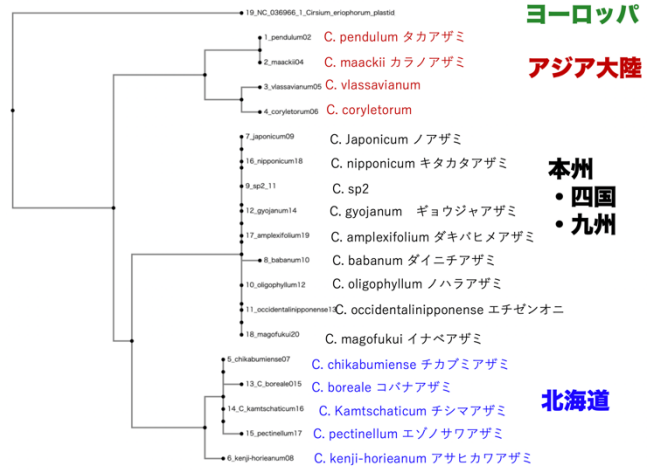 19_NC_036966_1_Cirsium_eriophorum_plastid
ヨーロッパ
1_pendulum02 C. pendulum タカアザミ
2_maackii04 C. maackii カラノアザミ
アジア大陸
3_vlassavianum05 C. vlassavianum
4_coryletorum06 C. coryletorum
7_japonicum09 C. Japonicum ノアザミ
16_nipponicum18 C. nipponicum キタカタアザミ
本州
9_sp2_11 C. sp2
・四国
12_gyojanum14 C. gyojanum ギョウジャアザミ
・九州
17_amplexifolium19 C. amplexifolium ダキバヒメアザミ
8_babanum10 C. babanum ダイニチアザミ
10_oligophyllum12 C. oligophyllum ノハラアザミ
11_occidentalinipponense13 C. occidentalinipponense エチゼンオニ
18_magofukui20 C. magofukui イナベアザミ
5_chikabumiense07 C. chikabumiense チカブミアザミ
13_C_boreale015 C. boreale コバナアザミ
北海道
14_C_kamtschaticum16 C. Kamtschaticum チシマアザミ
15_pectinellum17 C. pectinellum エゾノサワアザミ
6_kenji-horieanum08 C. kenji-horieanum アサヒカワアザミ